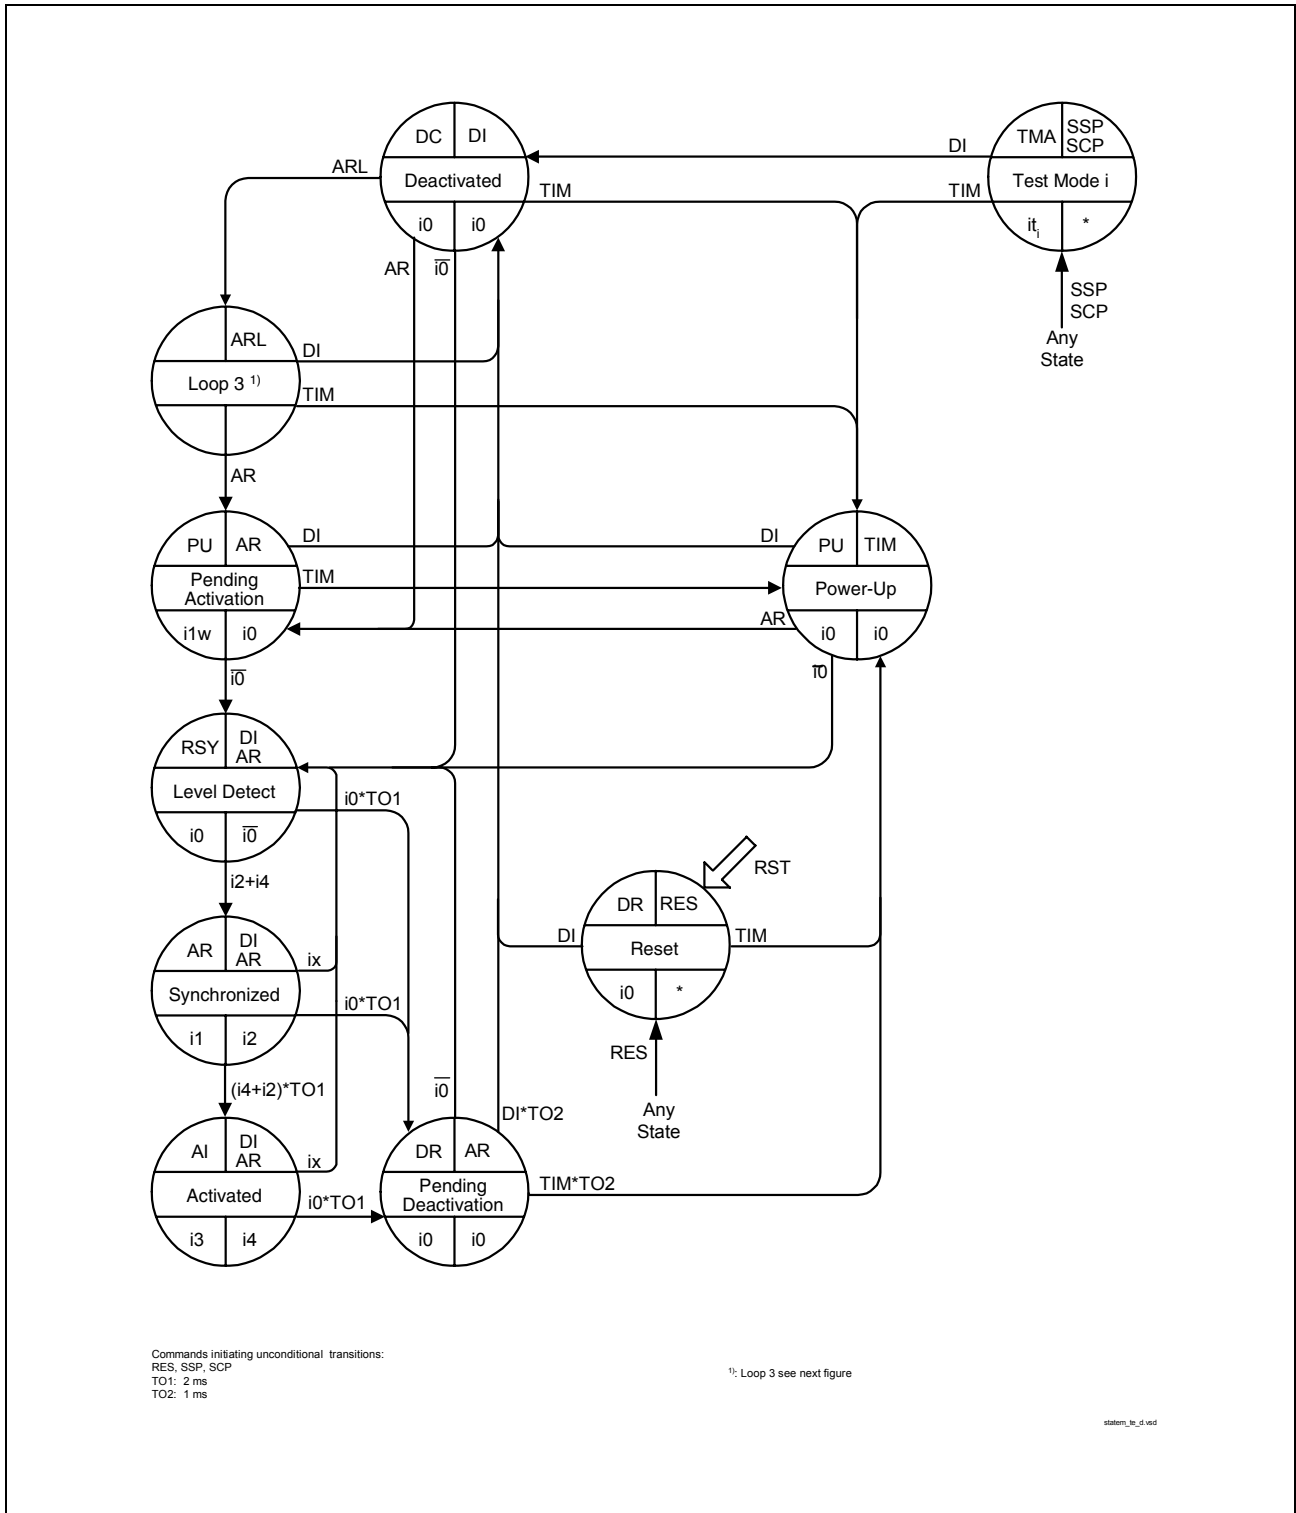 DC DI
Deactivated
i0 i0
TMA SSP
SCP
Test Mode i
it i *
DI
TIM
ARL
TIM
AR i̅0̅
SSP
SCP
Any
State
ARL
Loop 3 1)
DI
TIM
AR
PU AR
Pending
Activation
i1w i0
DI
TIM
DI
AR
PU TIM
Power-Up
i0 i0
i̅0̅
i̅0̅
RSY DI
AR
Level Detect
i0 i̅0̅
i0*TO1
i2+i4
RST
DR RES
Reset
i0 *
DI
TIM
RES
Any
State
AR DI
AR
Synchronized
i1 i2
ix
i0*TO1
(i4+i2)*TO1
i̅0̅
DI*TO2
AI DI
AR
Activated
i3 i4
ix
i0*TO1
DR AR
Pending
Deactivation
i0 i0
TIM*TO2
Commands initiating unconditional transitions:
RES, SSP, SCP
TO1: 2 ms
TO2: 1 ms
1): Loop 3 see next figure
statem_te_d.vsd